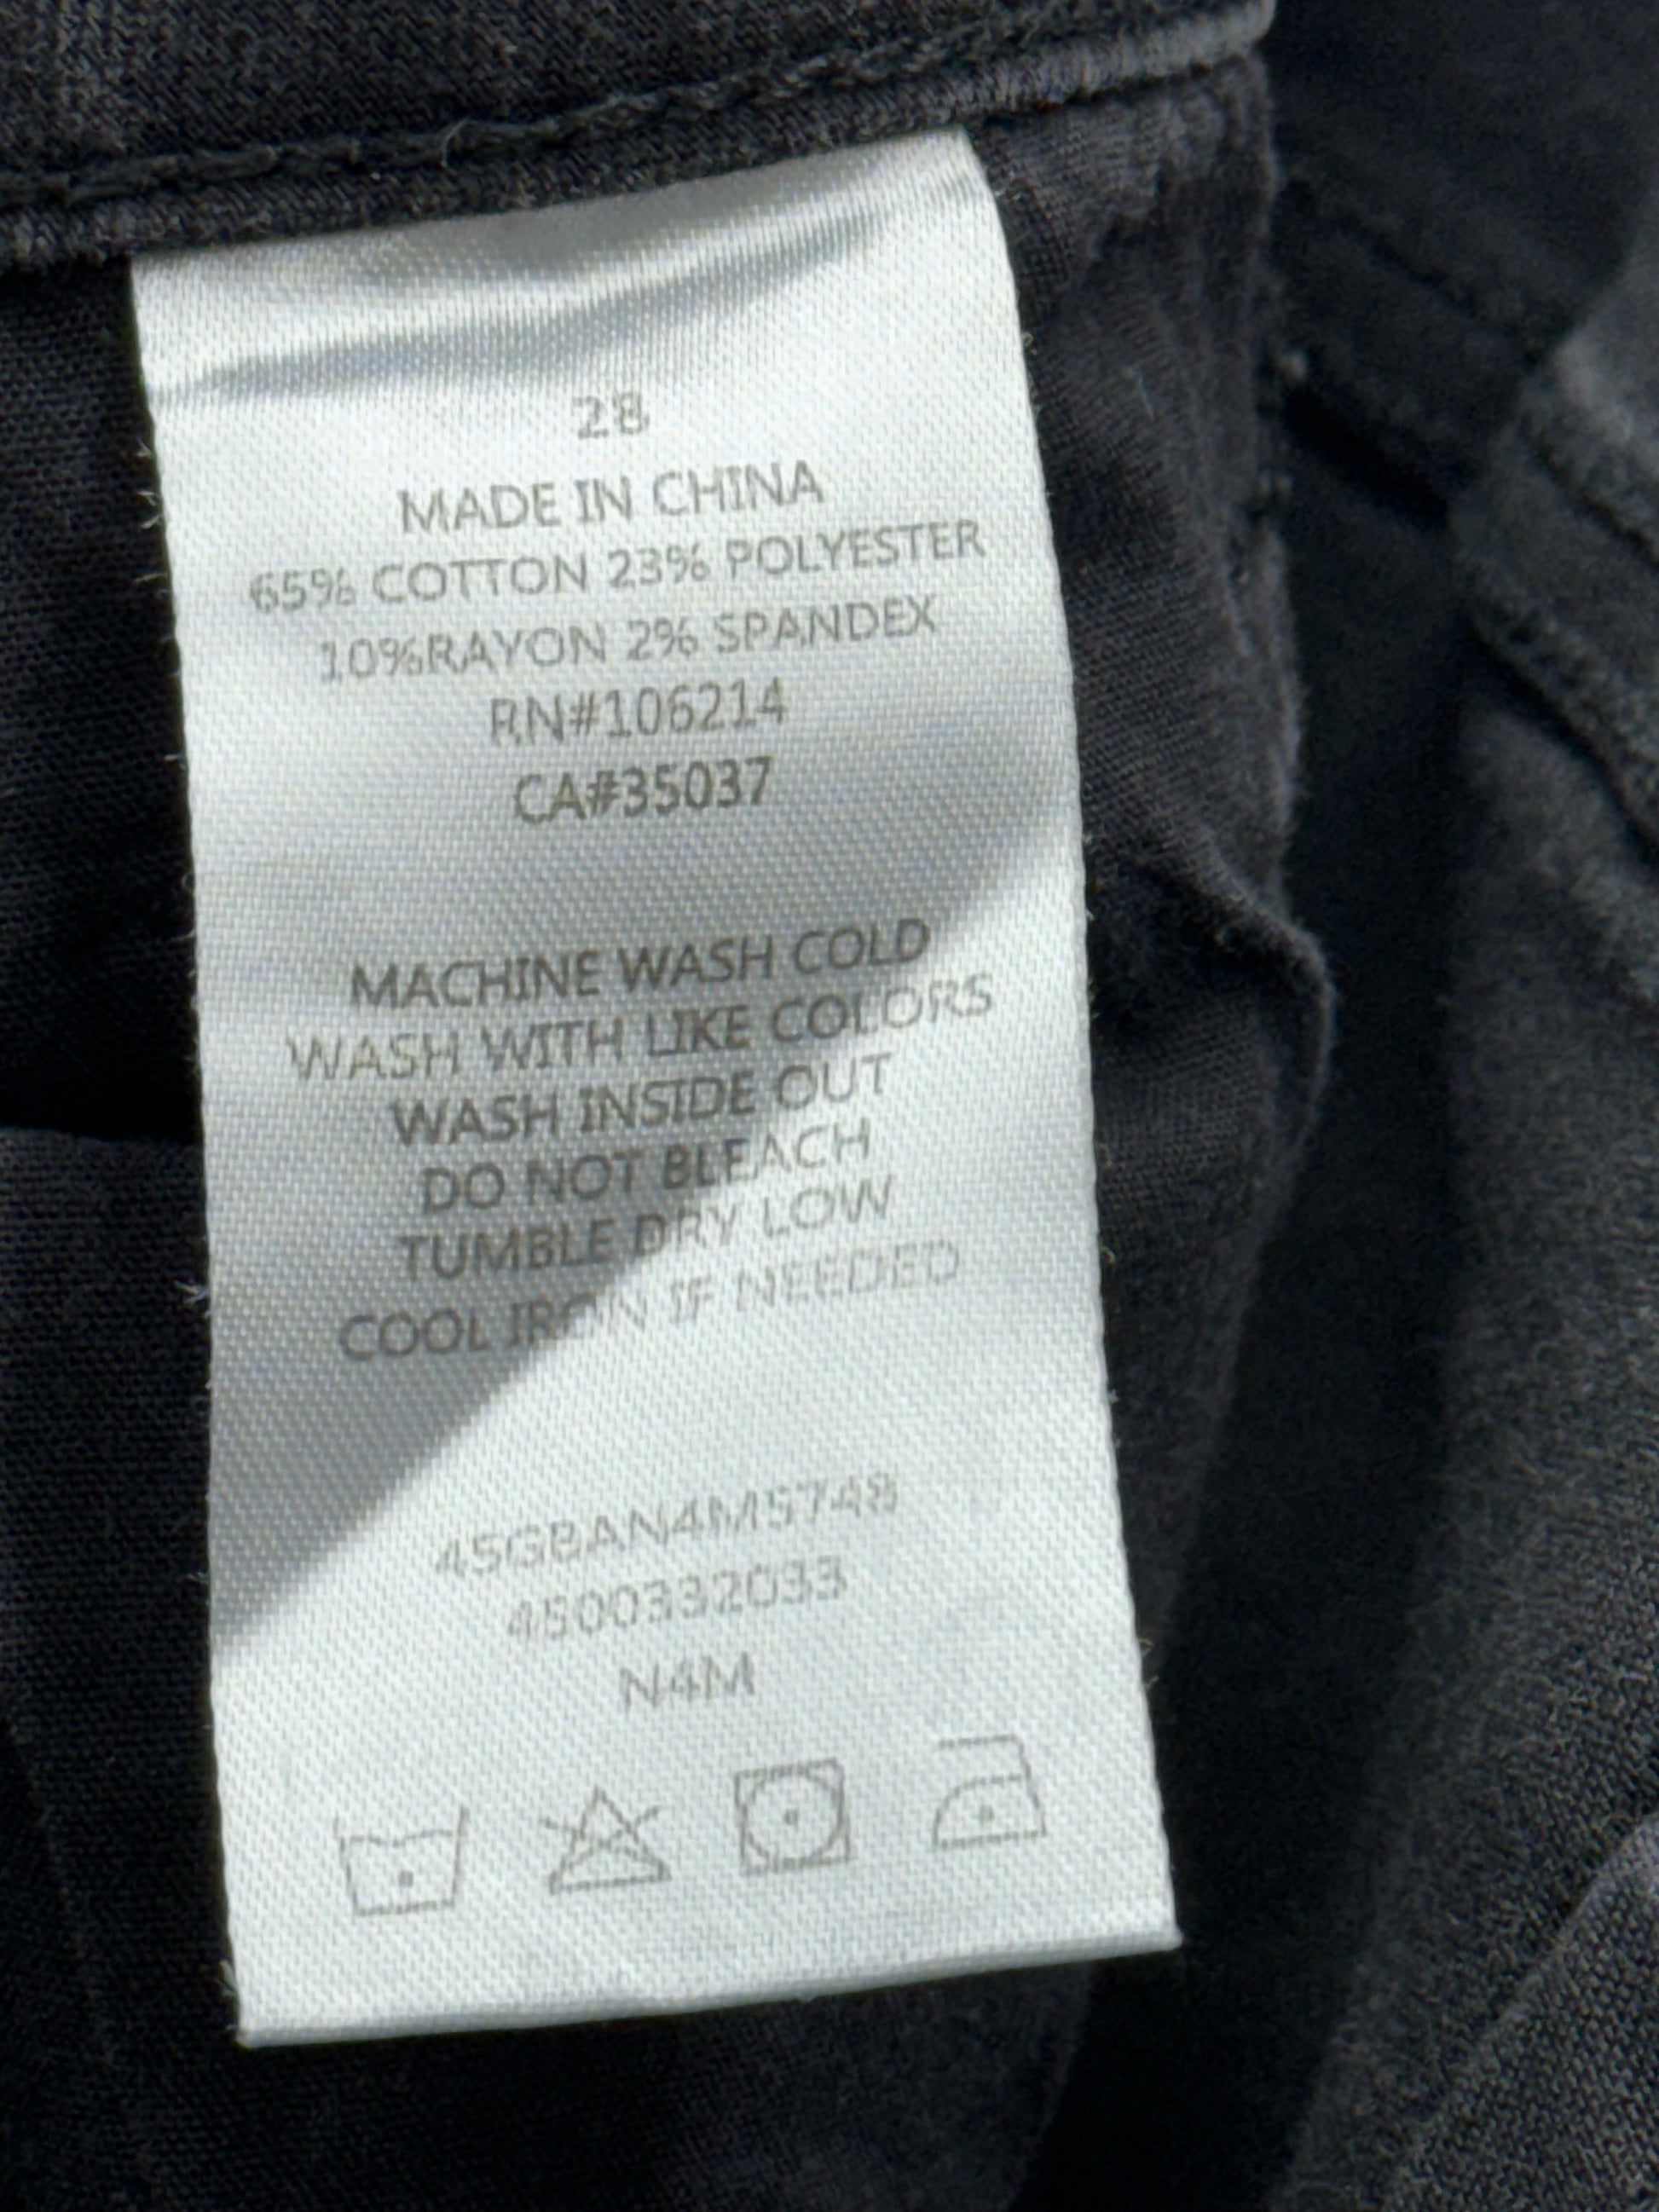 28
MADE IN CHINA
65% COTTON 23% POLYESTER
10%RAYON 2% SPANDEX
RN#106214
CA#35037
MACHINE WASH COLD
WASH WITH LIKE COLORS
WASH INSIDE OUT
DO NOT BLEACH
TUMBLE DRY LOW
COOL IRON IF NEEDED
45GBAN4M5748
4500332033
N4M